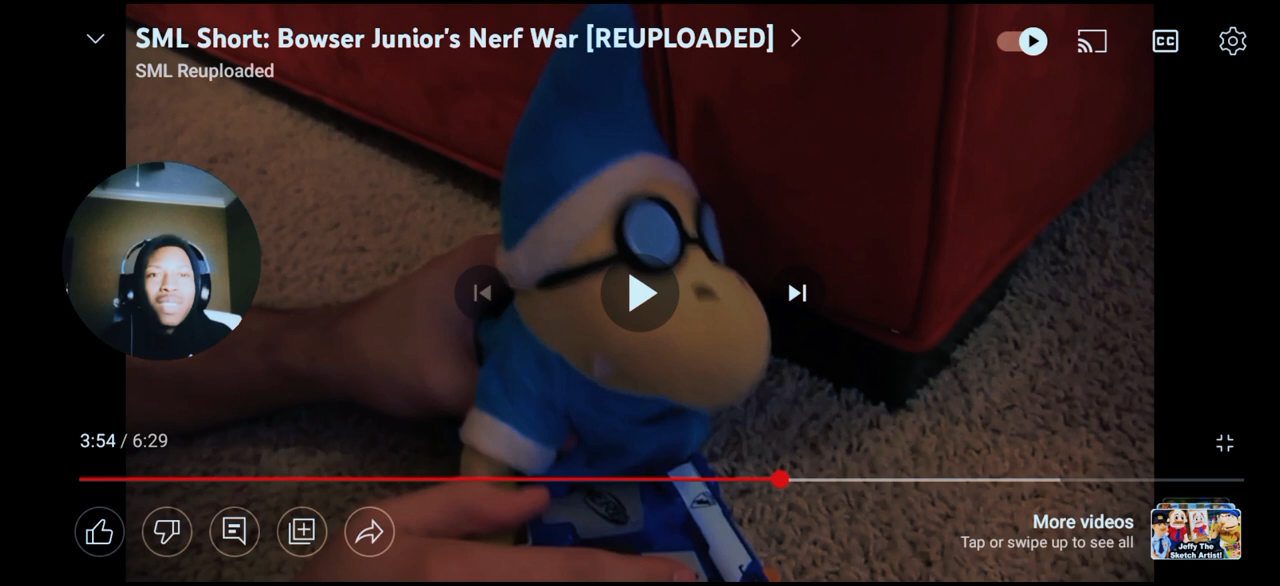 SML Short: Bowser Junior's Nerf War [REUPLOADED]
SML Reuploaded
CC
3:54 / 6:29
More videos
Tap or swipe up to see all
Jeffy The
Sketch Artist!